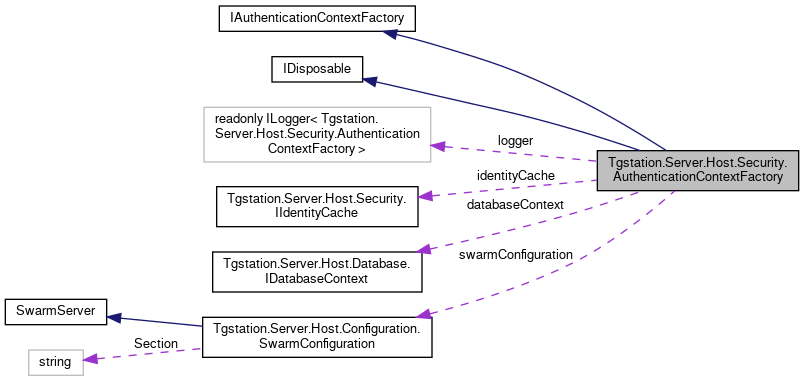 IAuthenticationContextFactory
IDisposable
readonly ILogger< Tgstation.
Server.Host.Security.Authentication
ContextFactory >
logger
Tgstation.Server.Host.Security.
AuthenticationContextFactory
identityCache
Tgstation.Server.Host.Security.
IIdentityCache
databaseContext
Tgstation.Server.Host.Database.
IDatabaseContext
swarmConfiguration
SwarmServer
Tgstation.Server.Host.Configuration.
SwarmConfiguration
Section
string